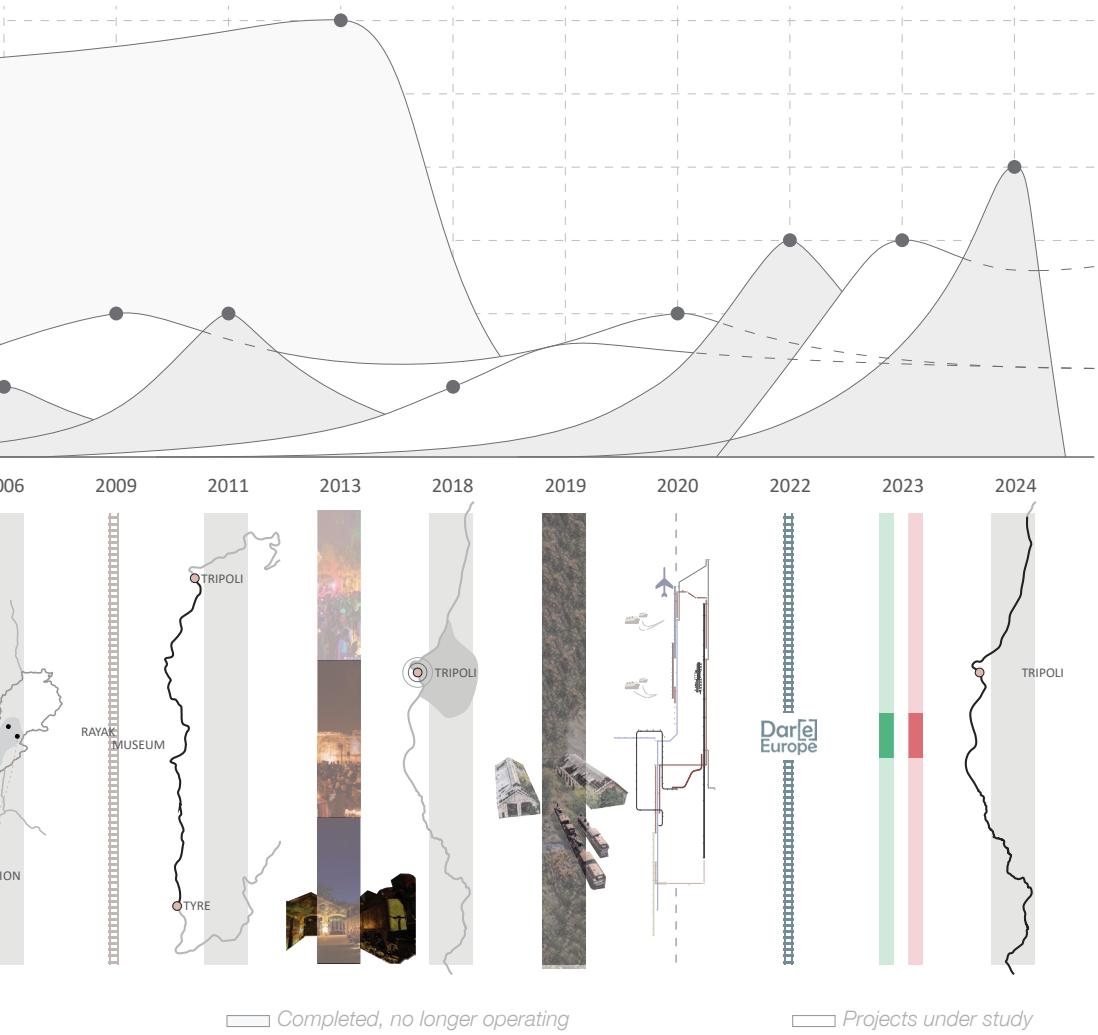 006 2009 2011 2013 2018 2019 2020 2022 2023 2024
TRIPOLI
TRIPOLI
TRIPOLI
RAYAK
MUSEUM
Dar[e]
Europe
ION
TYRE
Completed, no longer operating
Projects under study